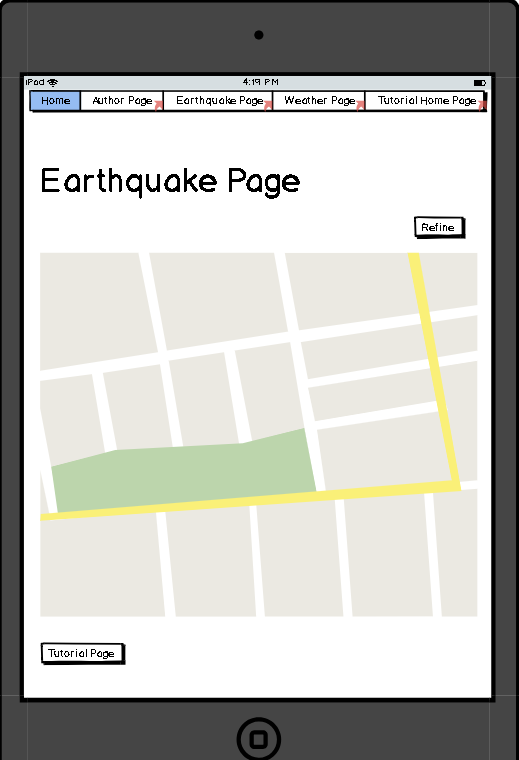 iPad 4:19 PM
Home Author Page Earthquake Page Weather Page Tutorial Home Page
Earthquake Page
Refine
Tutorial Page